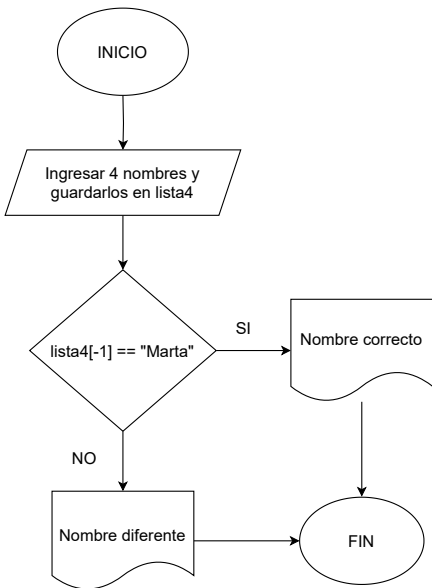 INICIO
Ingresar 4 nombres y
guardarlos en lista4
lista4[-1] == "Marta"
SI
Nombre correcto
NO
Nombre diferente
FIN